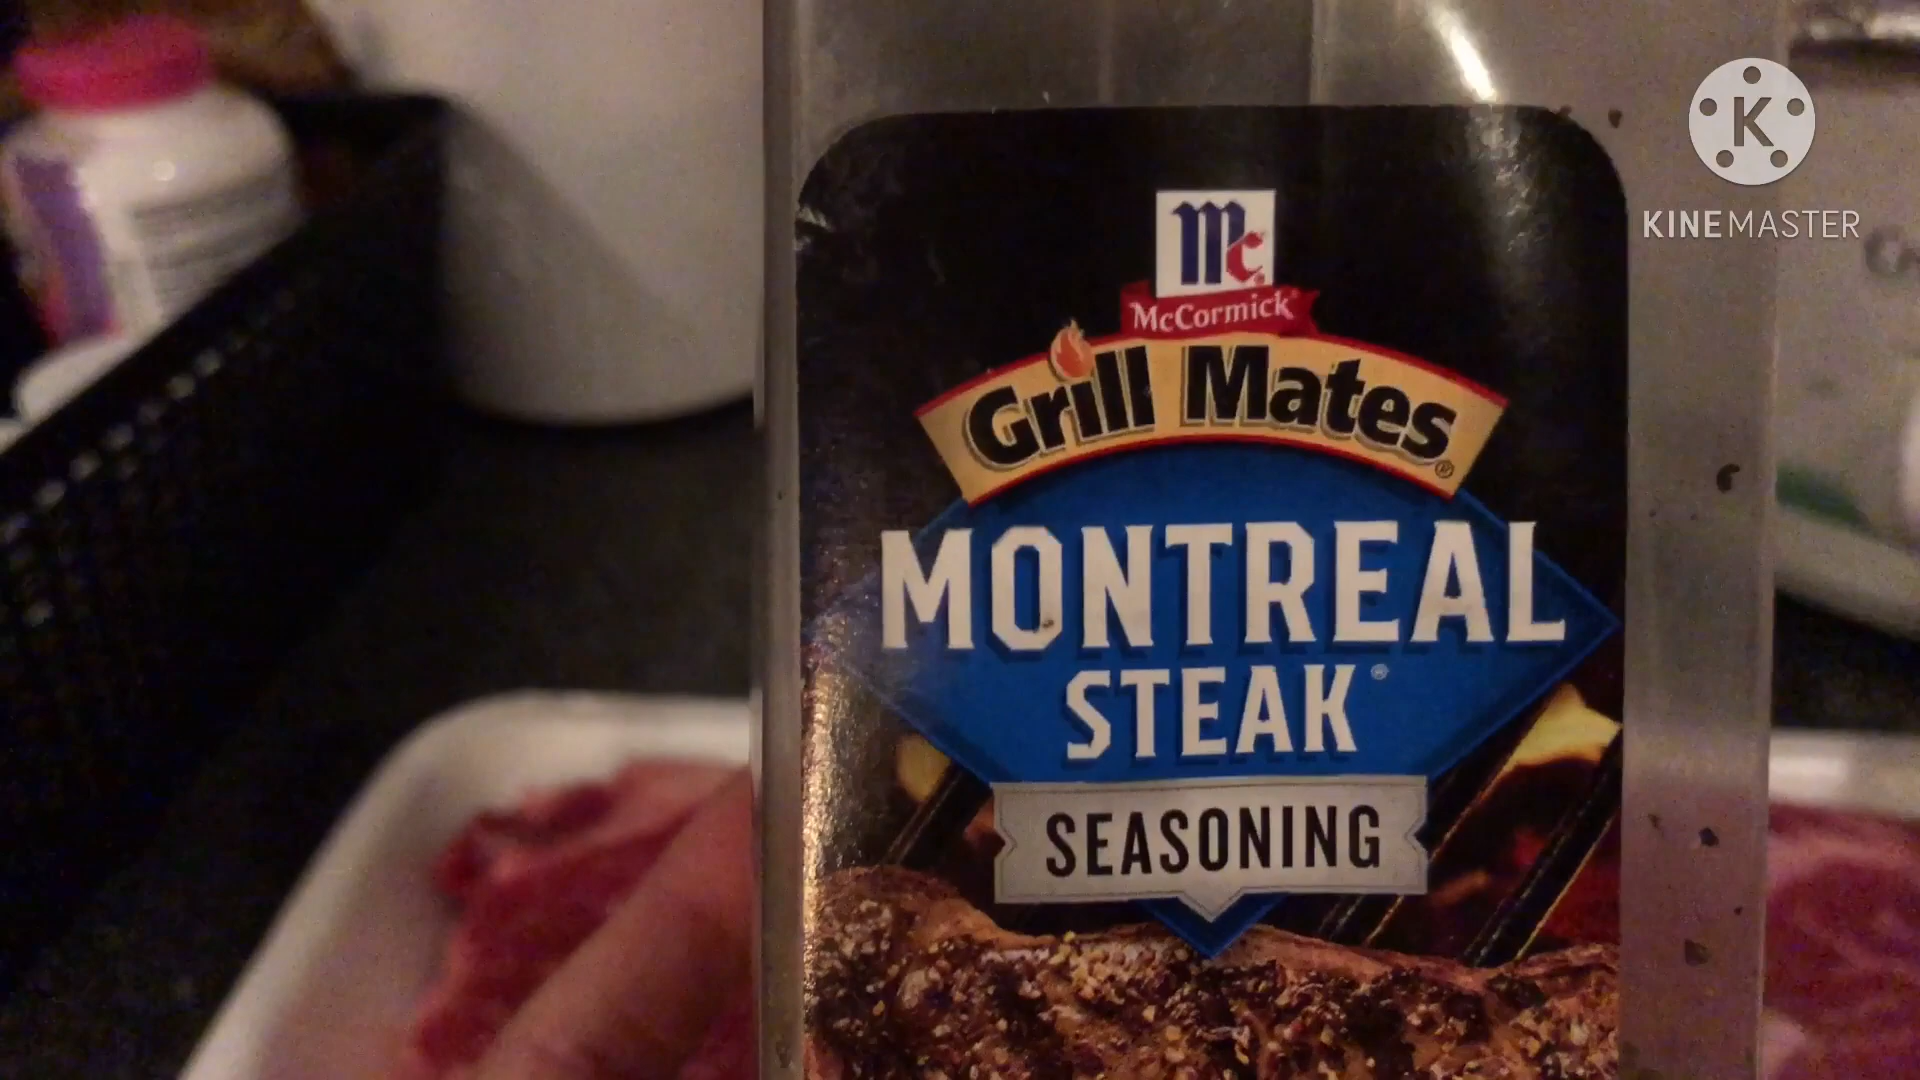 Mc
McCormick®
Grill Mates®
MONTREAL
STEAK®
SEASONING
K
KINEMASTER